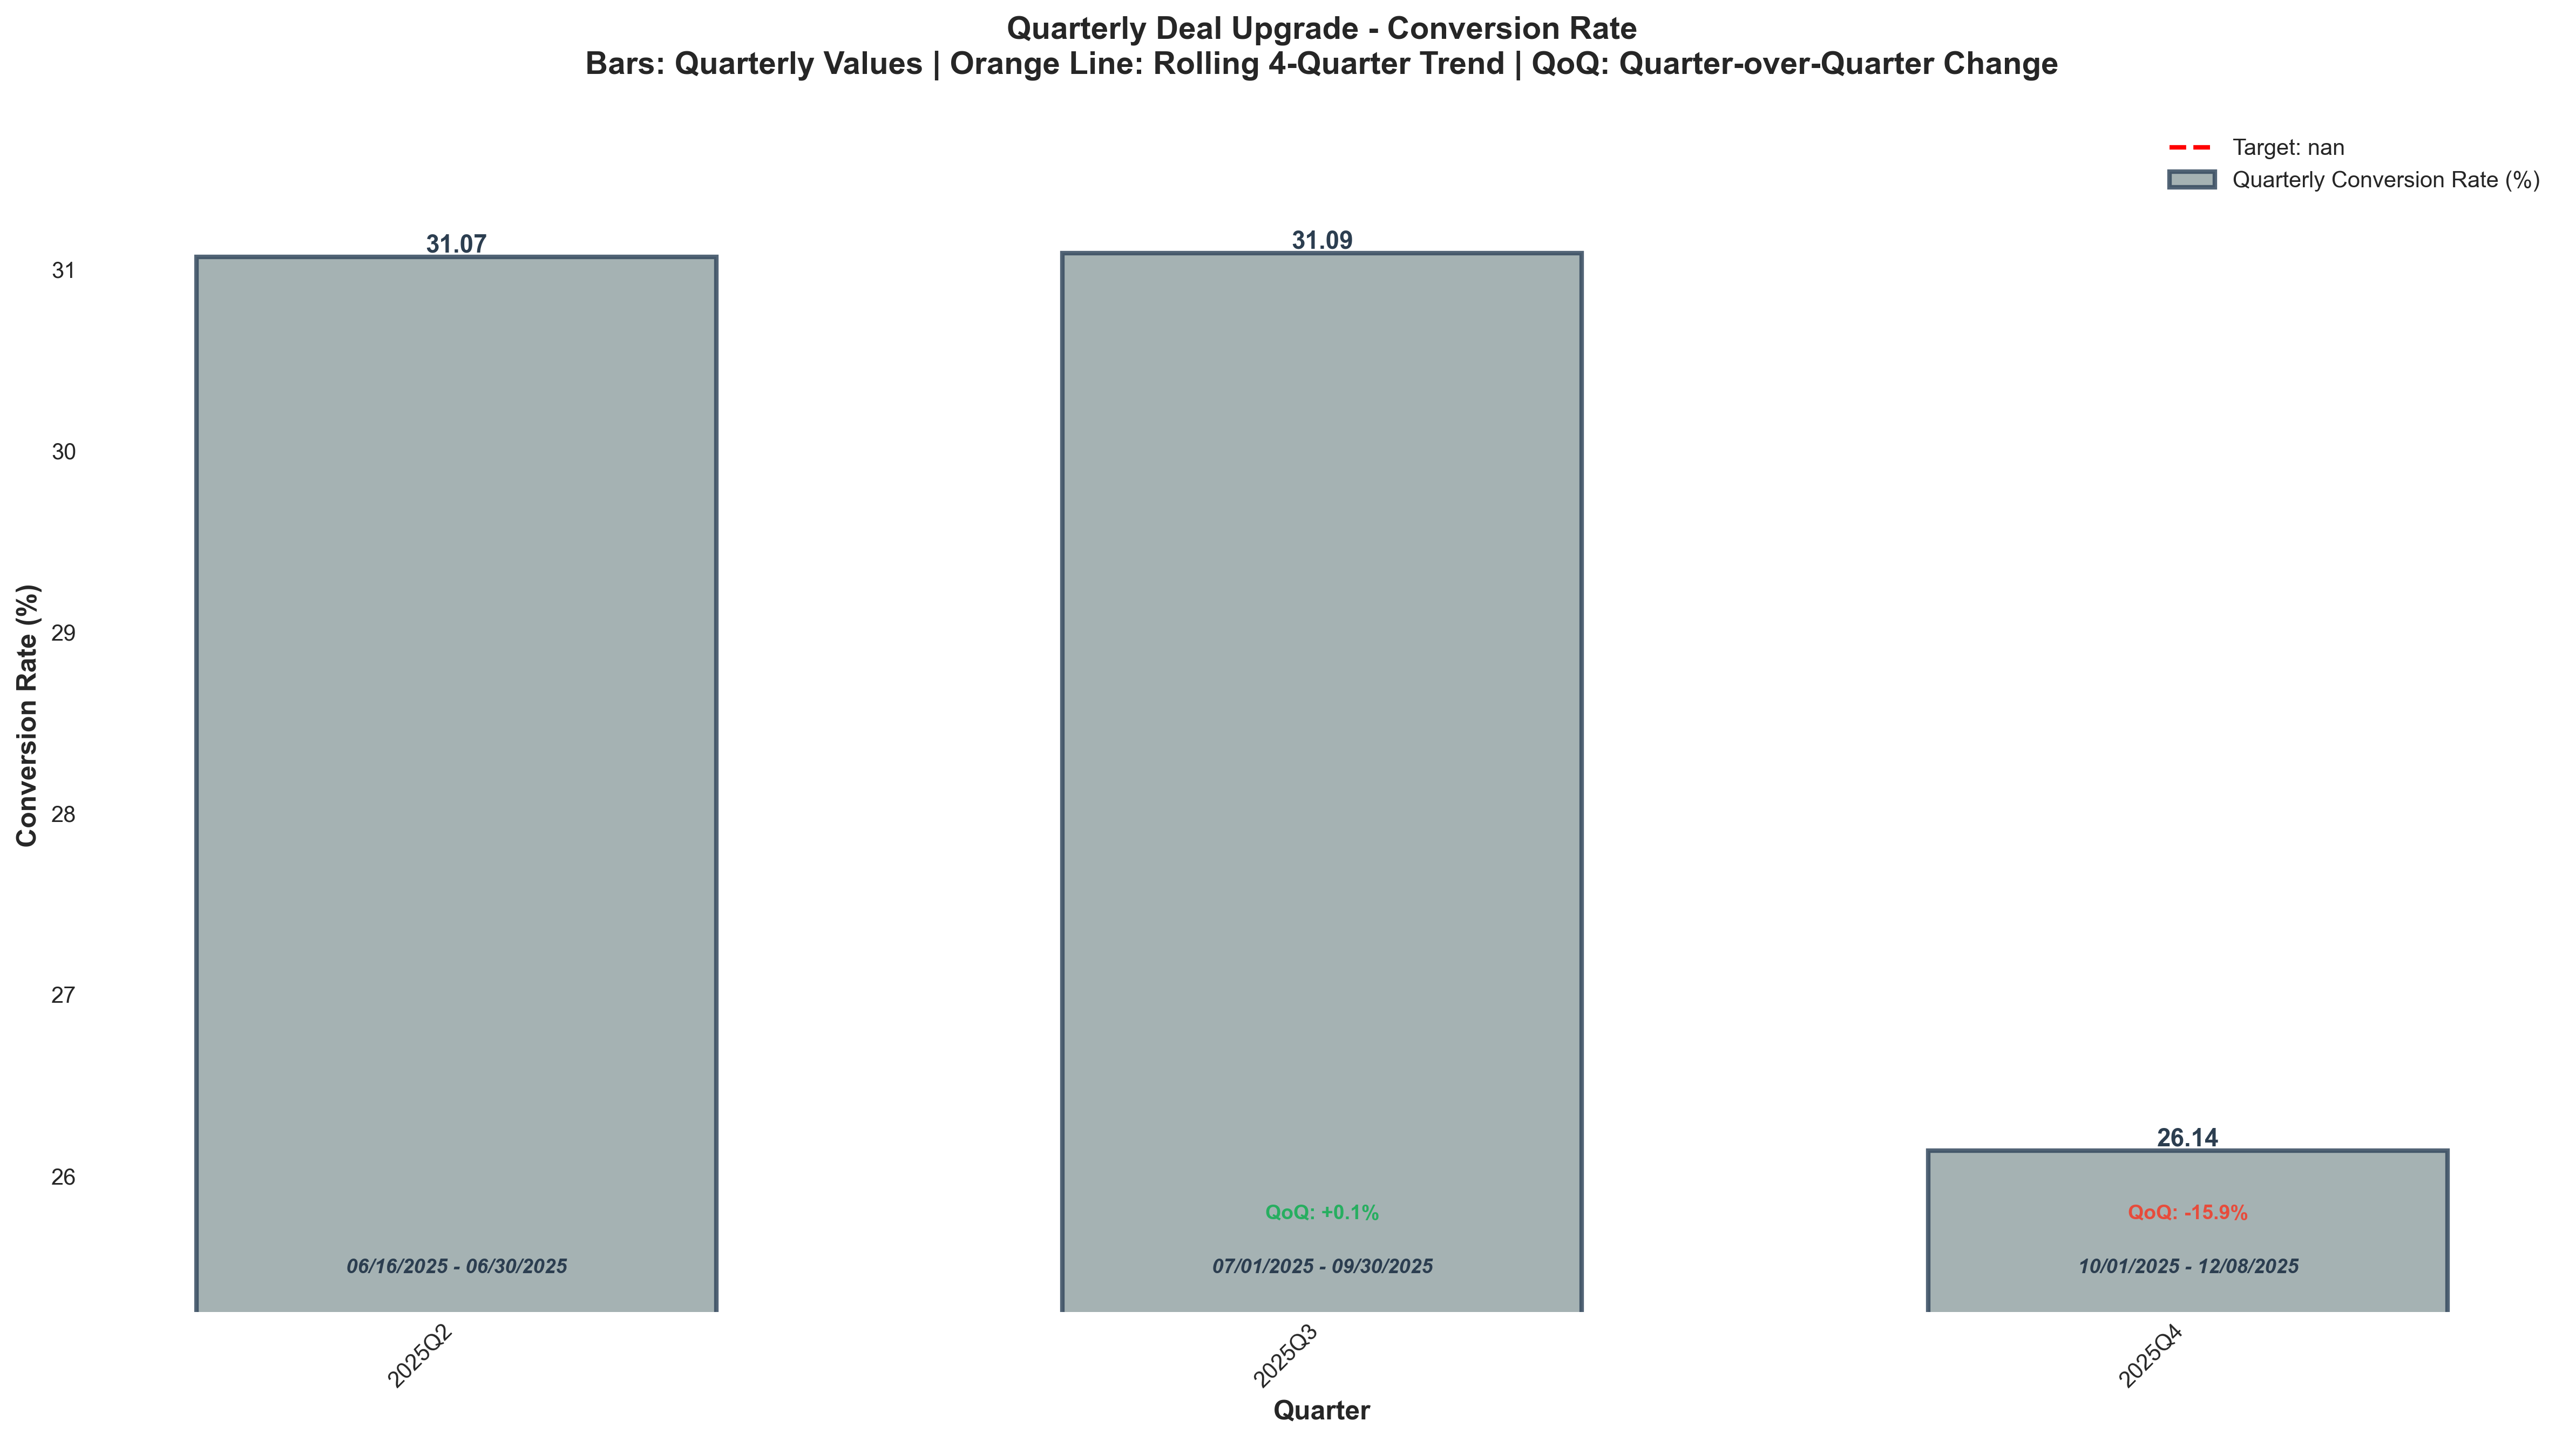 Quarterly Deal Upgrade - Conversion Rate
Bars: Quarterly Values | Orange Line: Rolling 4-Quarter Trend | QoQ: Quarter-over-Quarter Change
Target: nan
Quarterly Conversion Rate (%)
31.07
31.09
26.14
31
30
29
28
27
26
Conversion Rate (%)
QoQ: +0.1%
QoQ: -15.9%
06/16/2025 - 06/30/2025
07/01/2025 - 09/30/2025
10/01/2025 - 12/08/2025
2025Q2
2025Q3
2025Q4
Quarter